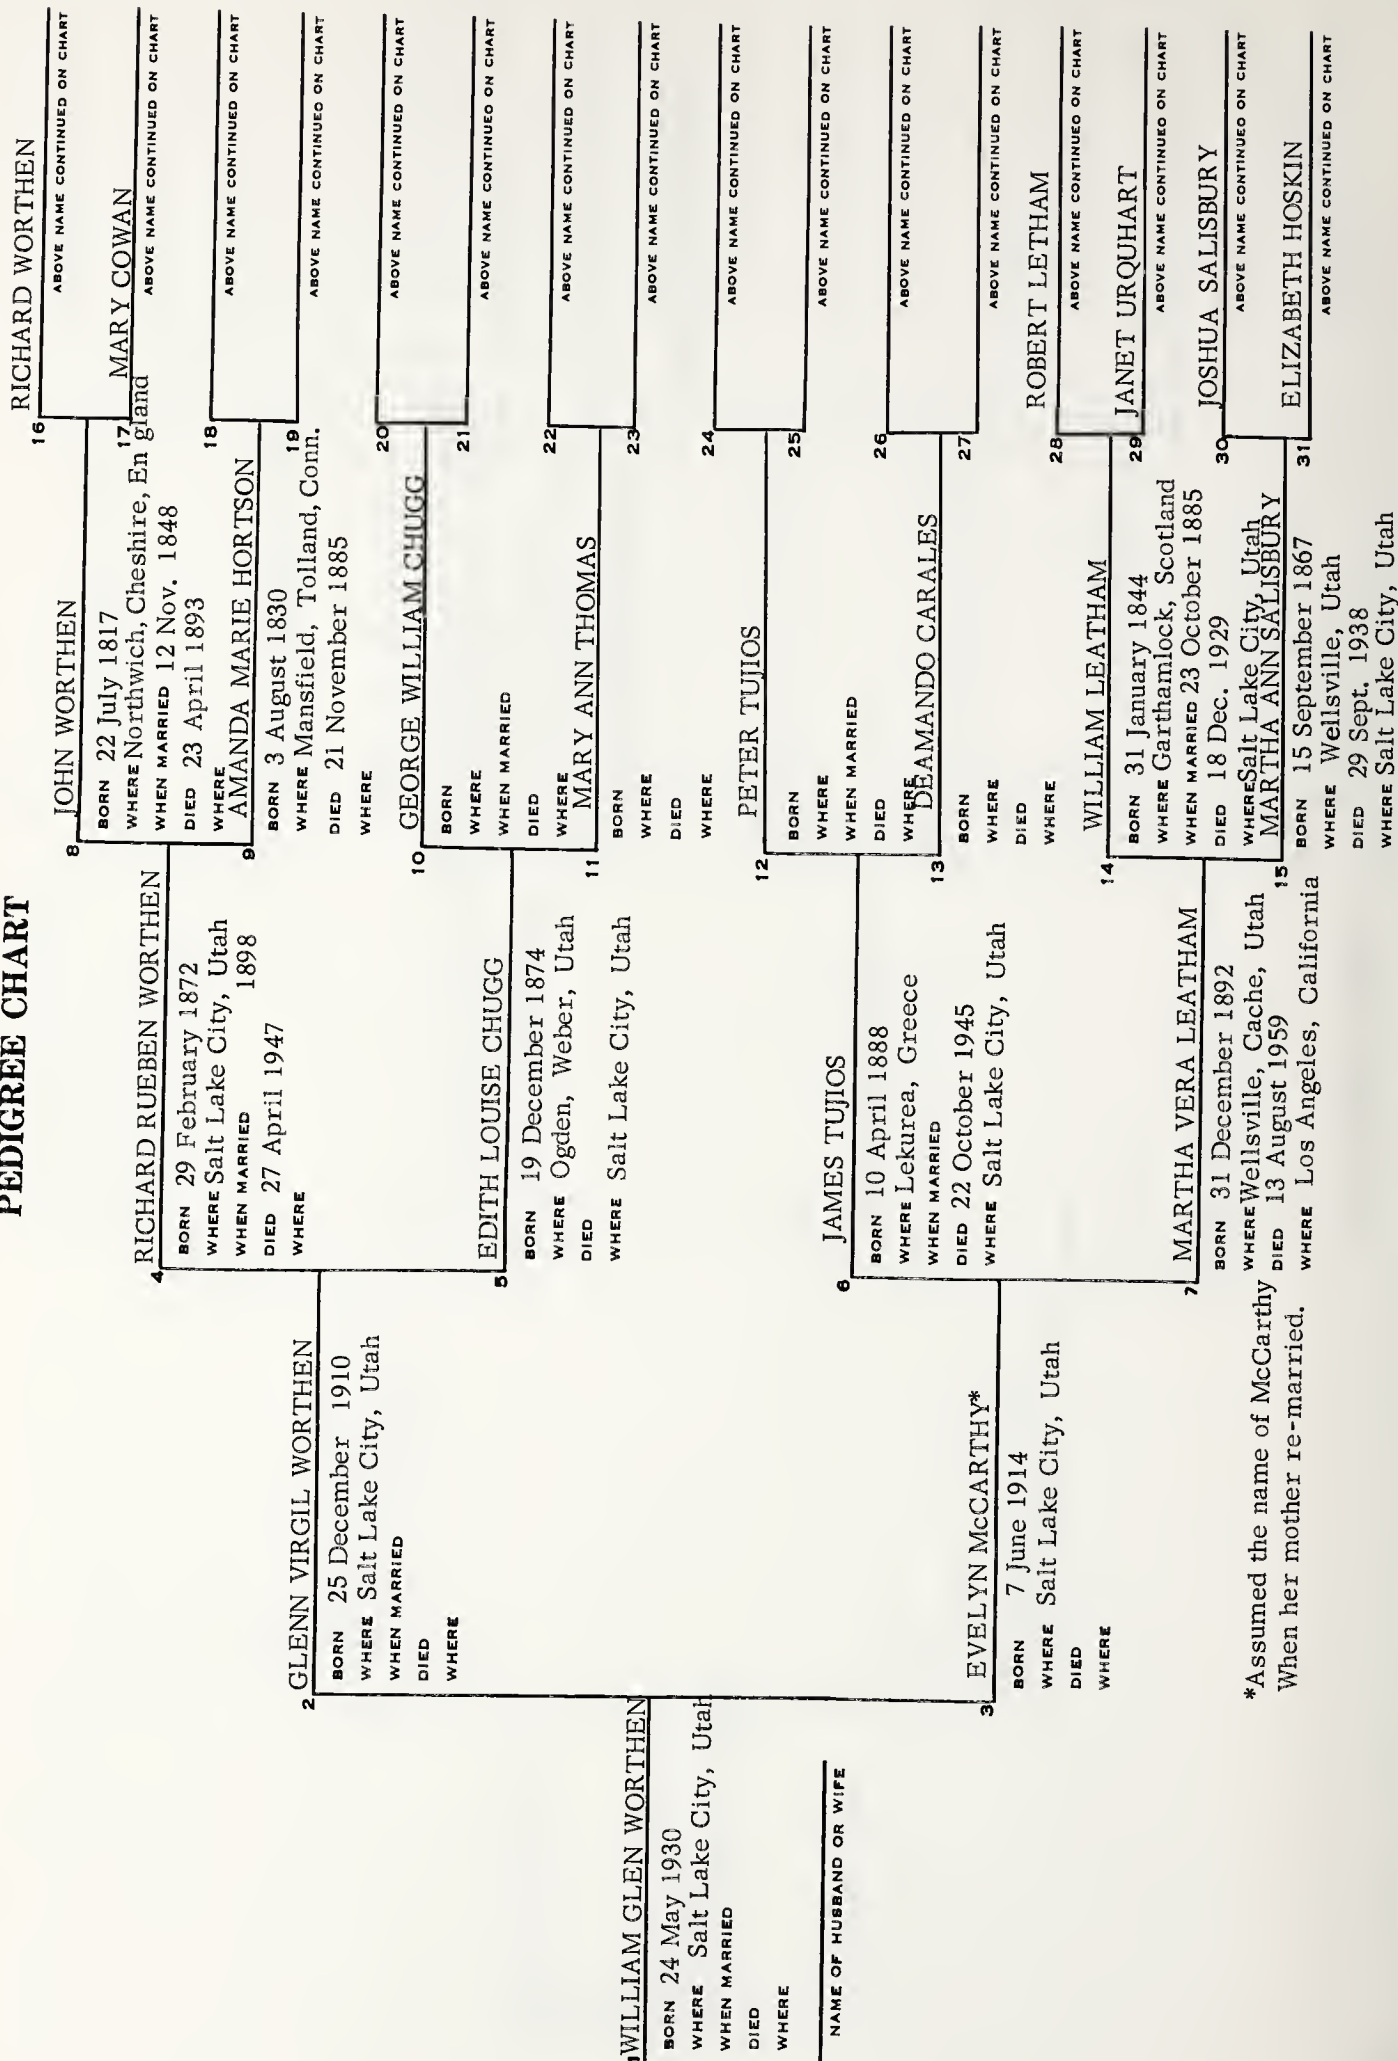 PEDIGREE CHART
WILLIAM GLEN WORTHEN
BORN 24 May 1930
WHERE Salt Lake City, Utah
WHEN MARRIED
DIED
WHERE
NAME OF HUSBAND OR WIFE
2
GLENN VIRGIL WORTHEN
BORN 25 December 1910
WHERE Salt Lake City, Utah
WHEN MARRIED
DIED
WHERE
3
EVELYN McCARTHY*
BORN 7 June 1914
WHERE Salt Lake City, Utah
DIED
WHERE
*Assumed the name of McCarthy
When her mother re-married.
4
RICHARD RUEBEN WORTHEN
BORN 29 February 1872
WHERE Salt Lake City, Utah
WHEN MARRIED 1898
DIED 27 April 1947
WHERE
5
EDITH LOUISE CHUGG
BORN 19 December 1874
WHERE Ogden, Weber, Utah
DIED
WHERE Salt Lake City, Utah
6
JAMES TUJIOS
BORN 10 April 1888
WHERE Lekurea, Greece
WHEN MARRIED
DIED 22 October 1945
WHERE Salt Lake City, Utah
7
MARTHA VERA LEATHAM
BORN 31 December 1892
WHERE Wellsville, Cache, Utah
DIED 13 August 1959
WHERE Los Angeles, California
8
JOHN WORTHEN
BORN 22 July 1817
WHERE Northwich, Cheshire, En gland
WHEN MARRIED 12 Nov. 1848
DIED 23 April 1893
WHERE
9
AMANDA MARIE HORTSON
BORN 3 August 1830
WHERE Mansfield, Tolland, Conn.
DIED 21 November 1885
WHERE
10
GEORGE WILLIAM CHUGG
BORN
WHERE
WHEN MARRIED
DIED
WHERE
11
MARY ANN THOMAS
BORN
WHERE
DIED
WHERE
12
PETER TUJIOS
BORN
WHERE
WHEN MARRIED
DIED
WHERE
13
DEAMANDO CARALES
BORN
WHERE
DIED
WHERE
14
WILLIAM LEATHAM
BORN 31 January 1844
WHERE Garthamlock, Scotland
WHEN MARRIED 23 October 1885
DIED 18 Dec. 1929
WHERE Salt Lake City, Utah
15
MARTHA ANN SALISBURY
BORN 15 September 1867
WHERE Wellsville, Utah
DIED 29 Sept. 1938
WHERE Salt Lake City, Utah
16
RICHARD WORTHEN
ABOVE NAME CONTINUED ON CHART
17
MARY COWAN
ABOVE NAME CONTINUED ON CHART
18
ABOVE NAME CONTINUED ON CHART
19
ABOVE NAME CONTINUED ON CHART
20
ABOVE NAME CONTINUED ON CHART
21
ABOVE NAME CONTINUED ON CHART
22
ABOVE NAME CONTINUED ON CHART
23
ABOVE NAME CONTINUED ON CHART
24
ABOVE NAME CONTINUED ON CHART
25
ABOVE NAME CONTINUED ON CHART
26
ABOVE NAME CONTINUED ON CHART
27
ABOVE NAME CONTINUED ON CHART
28
ROBERT LETHAM
ABOVE NAME CONTINUED ON CHART
29
JANET URQUHART
ABOVE NAME CONTINUED ON CHART
30
JOSHUA SALISBURY
ABOVE NAME CONTINUED ON CHART
31
ELIZABETH HOSKIN
ABOVE NAME CONTINUED ON CHART